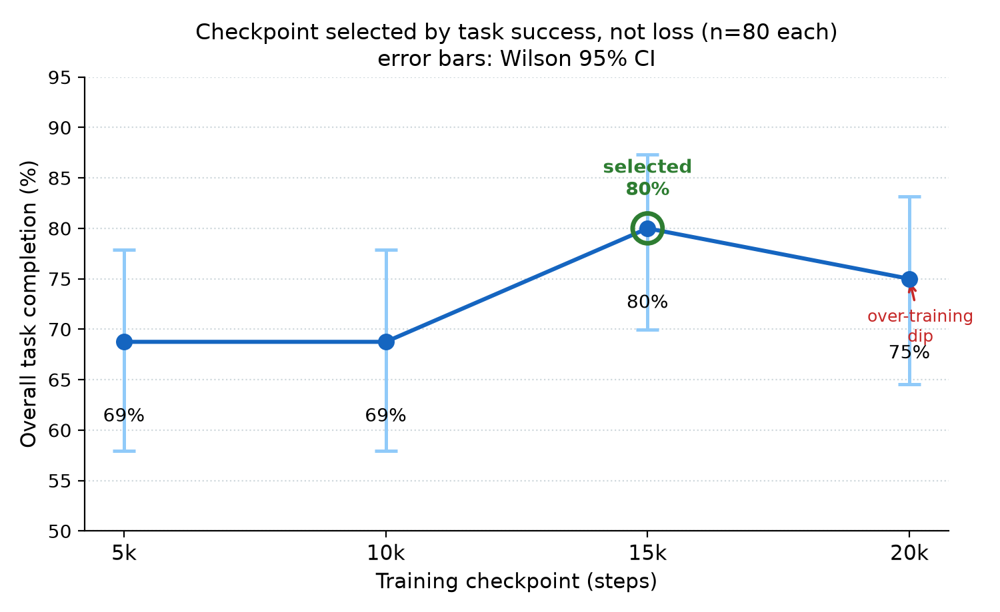 Checkpoint selected by task success, not loss (n=80 each)
error bars: Wilson 95% CI
95
90
85
80
75
70
65
60
55
50
Overall task completion (%)
selected
80%
80%
over-training
dip
75%
69%
69%
5k
10k
15k
20k
Training checkpoint (steps)